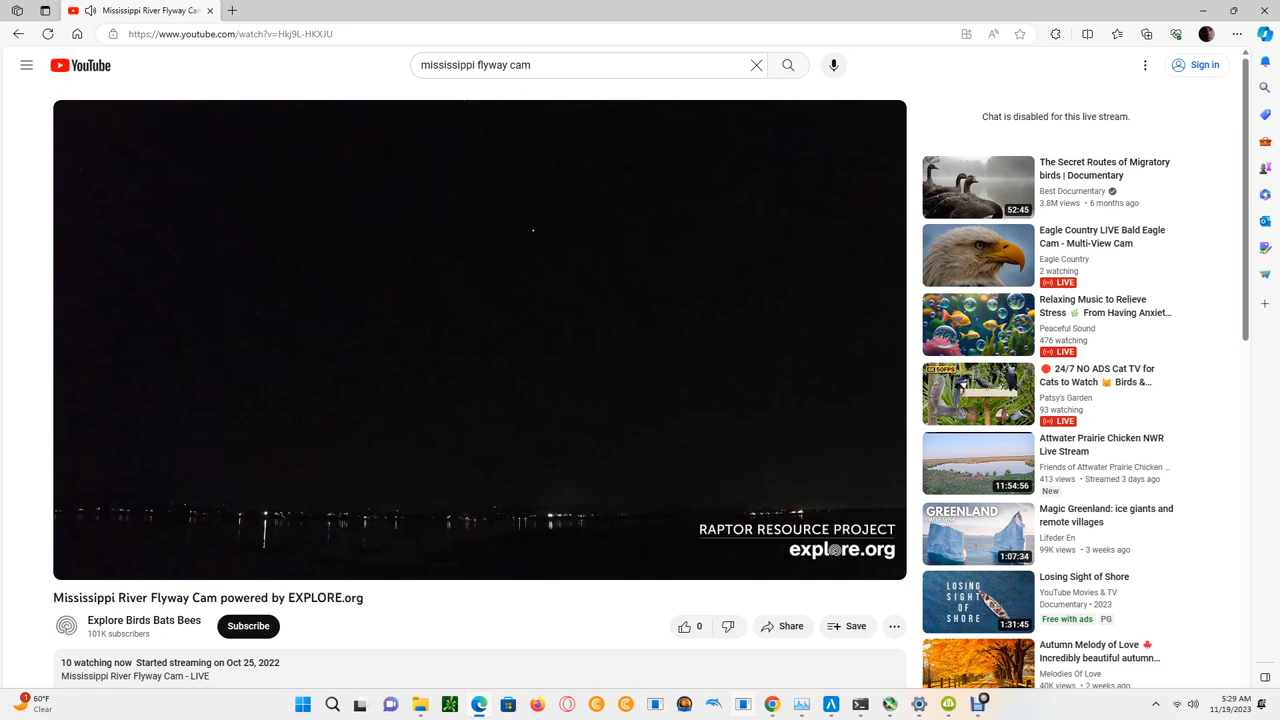 Mississippi River Flyway Cam
https://www.youtube.com/watch?v=Hkj9L-HKXJU
YouTube
mississippi flyway cam
Sign in
RAPTOR RESOURCE PROJECT
explore.org
Mississippi River Flyway Cam powered by EXPLORE.org
Explore Birds Bats Bees
101K subscribers
Subscribe
0
Share
Save
10 watching now Started streaming on Oct 25, 2022
Mississippi River Flyway Cam - LIVE
Chat is disabled for this live stream.
52:45
The Secret Routes of Migratory
birds | Documentary
Best Documentary
3.8M views • 6 months ago
Eagle Country LIVE Bald Eagle
Cam - Multi-View Cam
Eagle Country
2 watching
LIVE
Relaxing Music to Relieve
Stress 🌿 From Having Anxiet...
Peaceful Sound
476 watching
LIVE
🔴 24/7 NO ADS Cat TV for
Cats to Watch 😺 Birds &...
Patsy's Garden
93 watching
LIVE
11:54:56
Attwater Prairie Chicken NWR
Live Stream
Friends of Attwater Prairie Chicken ...
413 views • Streamed 3 days ago
New
GREENLAND
1:07:34
Magic Greenland: ice giants and
remote villages
Lifeder En
99K views • 3 weeks ago
LOSING
SIGHT
OF
SHORE
1:31:45
Losing Sight of Shore
YouTube Movies & TV
Documentary • 2023
Free with ads PG
Autumn Melody of Love 🍁
Incredibly beautiful autumn...
Melodies Of Love
40K views • 2 weeks ago
1
60°F
Clear
5:29 AM
11/19/2023